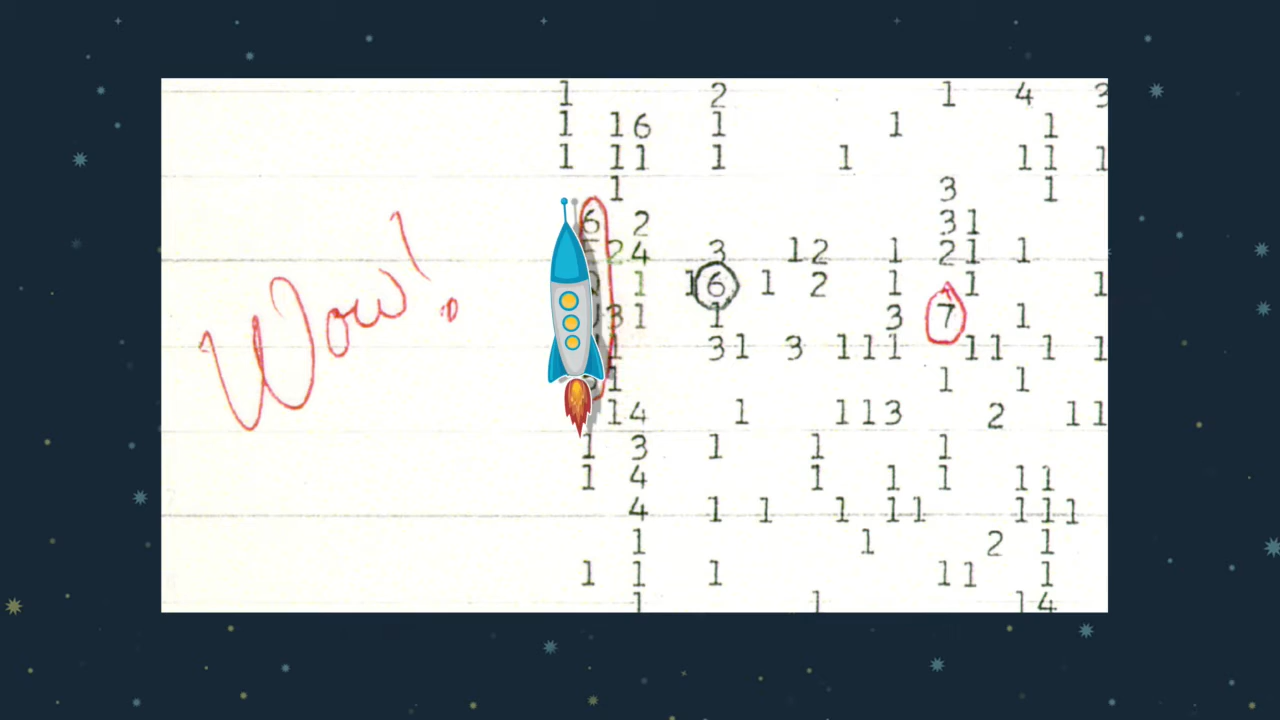 Wow!
1 2 1 4 3
1 16 1 1 1
1 11 1 1 11 1
1 3 1
6 2 31
24 3 12 1 21 1
1 16 1 2 1 1 1
31 1 3 7 1
1 31 3 111 11 1 1
1 1 1
14 1 113 2 11
1 3 1 1 1
1 4 1 1 1 11
4 1 1 1 11 111
1 1 2 1
1 1 1 11 1
1 1 14